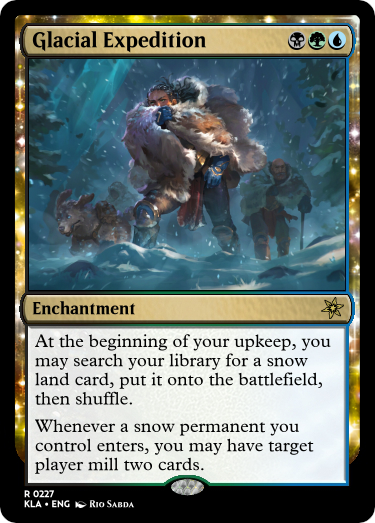 Glacial Expedition
Enchantment
At the beginning of your upkeep, you
may search your library for a snow
land card, put it onto the battlefield,
then shuffle.
Whenever a snow permanent you
control enters, you may have target
player mill two cards.
R 0227
KLA • ENG Rio Sabda